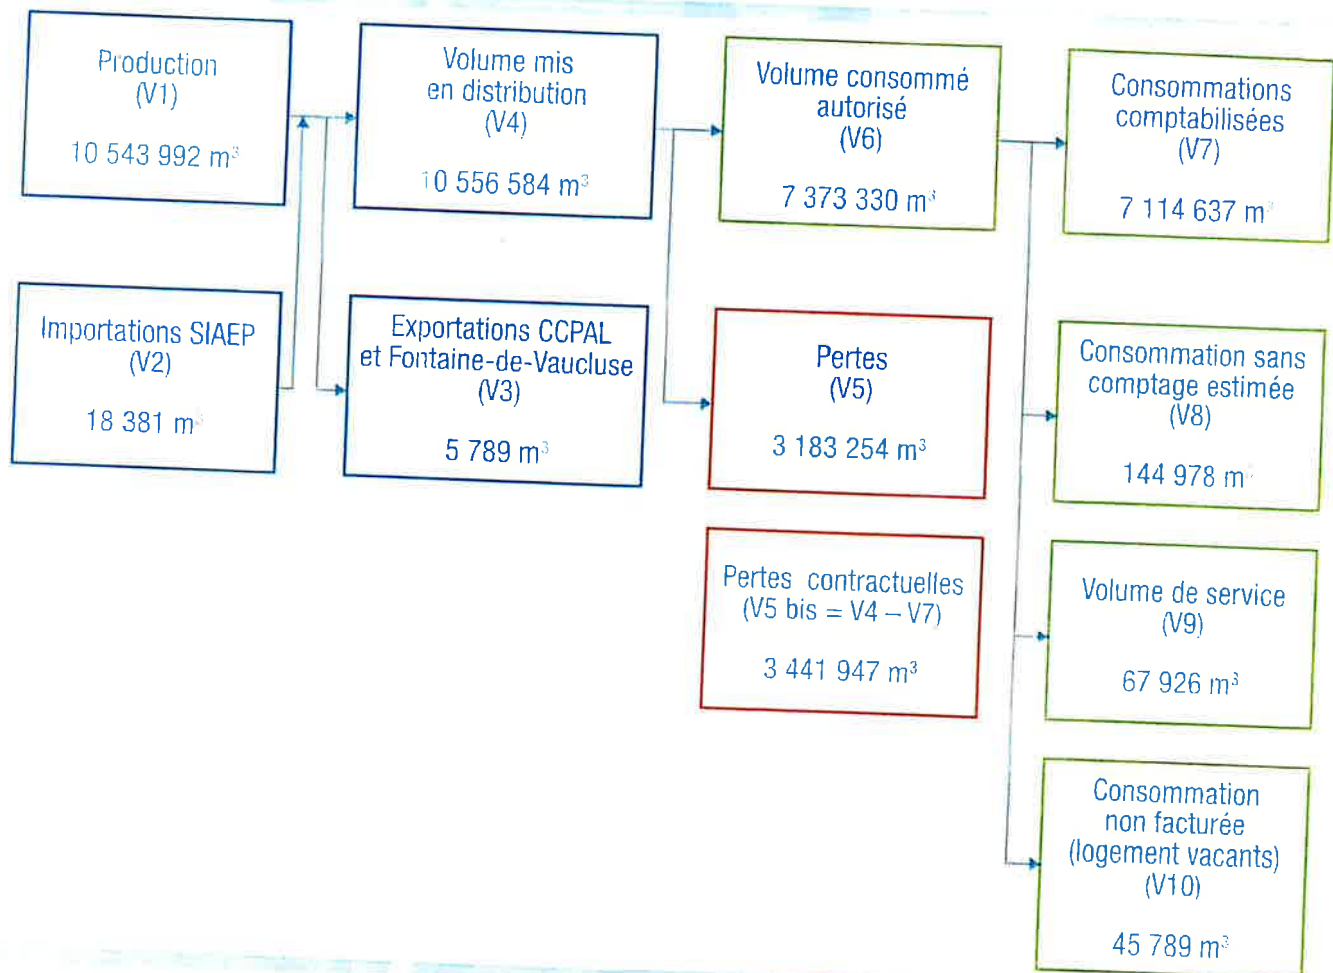 Production
(V1)
10 543 992 m³
Volume mis
en distribution
(V4)
10 556 584 m³
Volume consommé
autorisé
(V6)
7 373 330 m³
Consommations
comptabilisées
(V7)
7 114 637 m³
Importations SIAEP
(V2)
18 381 m³
Exportations CCPAL
et Fontaine-de-Vaucluse
(V3)
5 789 m³
Pertes
(V5)
3 183 254 m³
Consommation sans
comptage estimée
(V8)
144 978 m³
Pertes contractuelles
(V5 bis = V4 – V7)
3 441 947 m³
Volume de service
(V9)
67 926 m³
Consommation
non facturée
(logement vacants)
(V10)
45 789 m³